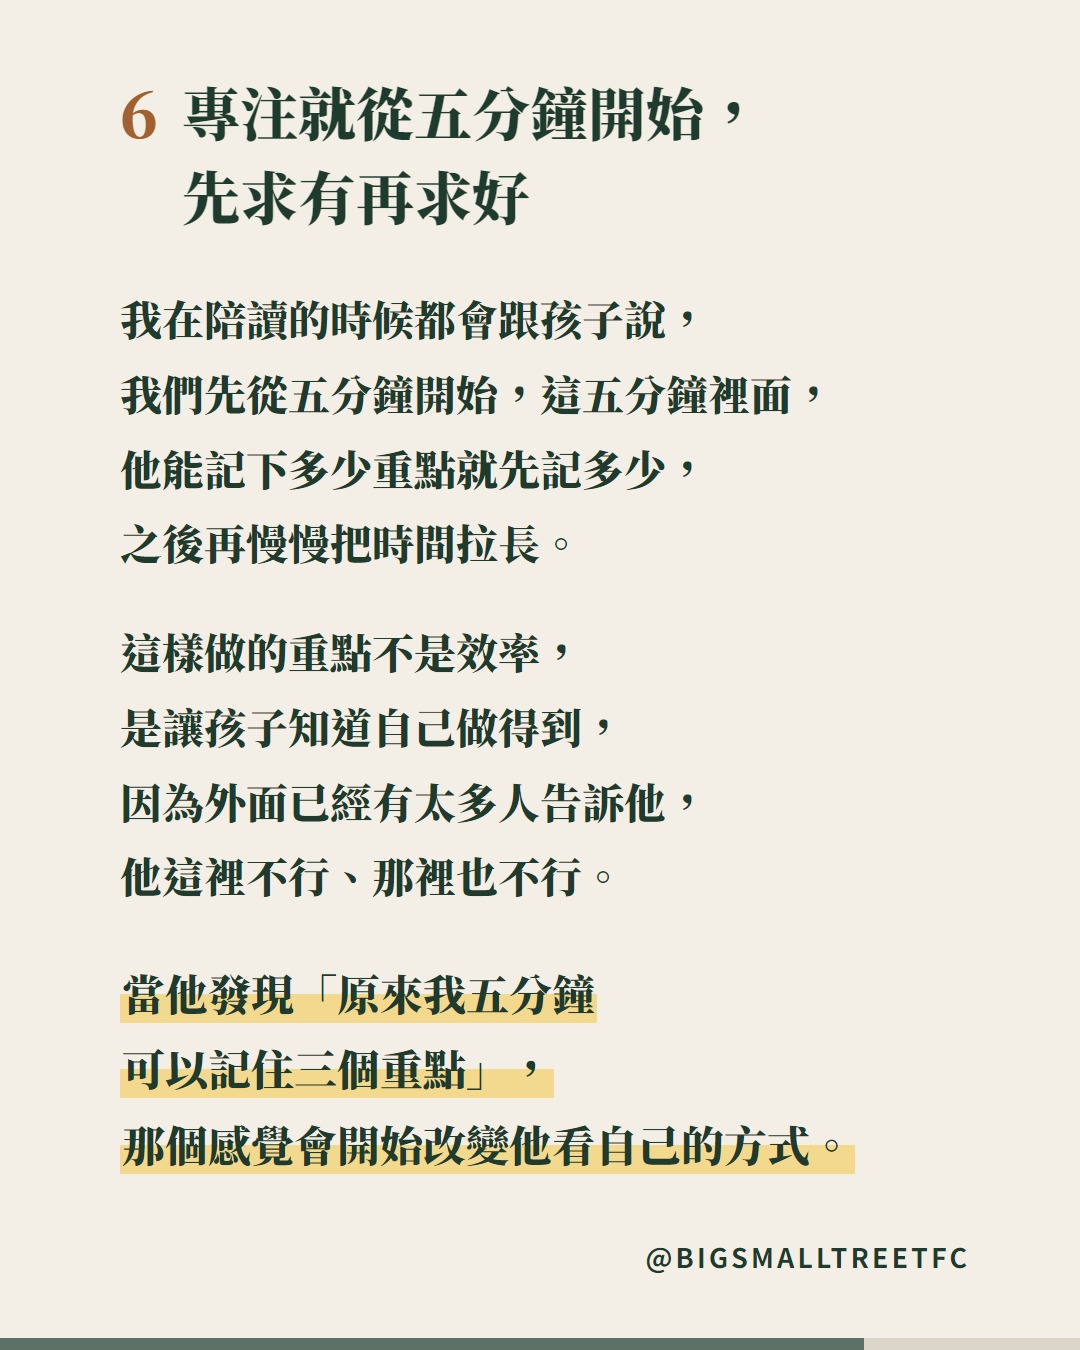 6 專注就從五分鐘開始，
先求有再求好
我在陪讀的時候都會跟孩子說，
我們先從五分鐘開始，這五分鐘裡面，
他能記下多少重點就先記多少，
之後再慢慢把時間拉長。
這樣做的重點不是效率，
是讓孩子知道自己做得到，
因為外面已經有太多人告訴他，
他這裡不行、那裡也不行。
當他發現「原來我五分鐘
可以記住三個重點」，
那個感覺會開始改變他看自己的方式。
@BIGSMALLTREETFC